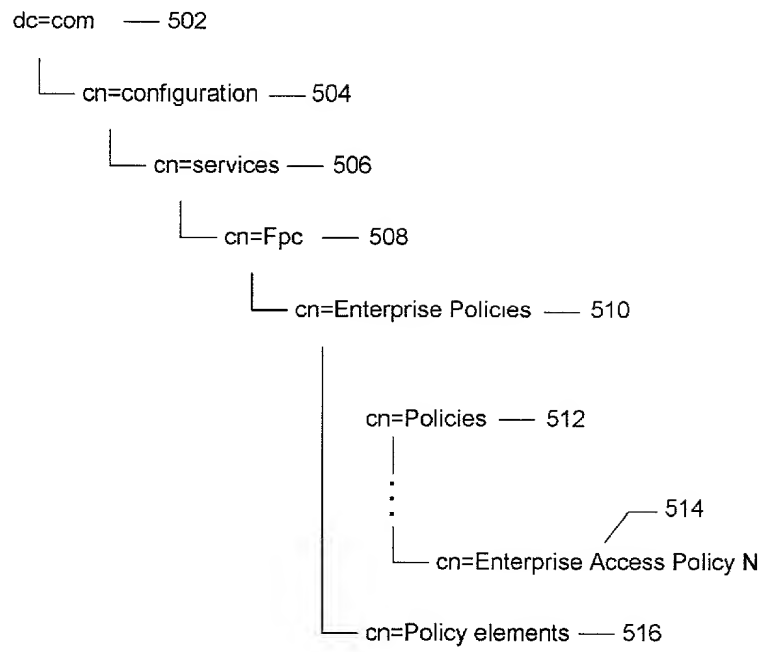 dc=com 502
cn=configuration 504
cn=services 506
cn=Fpc 508
cn=Enterprise Policies 510
cn=Policies 512
514
cn=Enterprise Access Policy N
cn=Policy elements 516